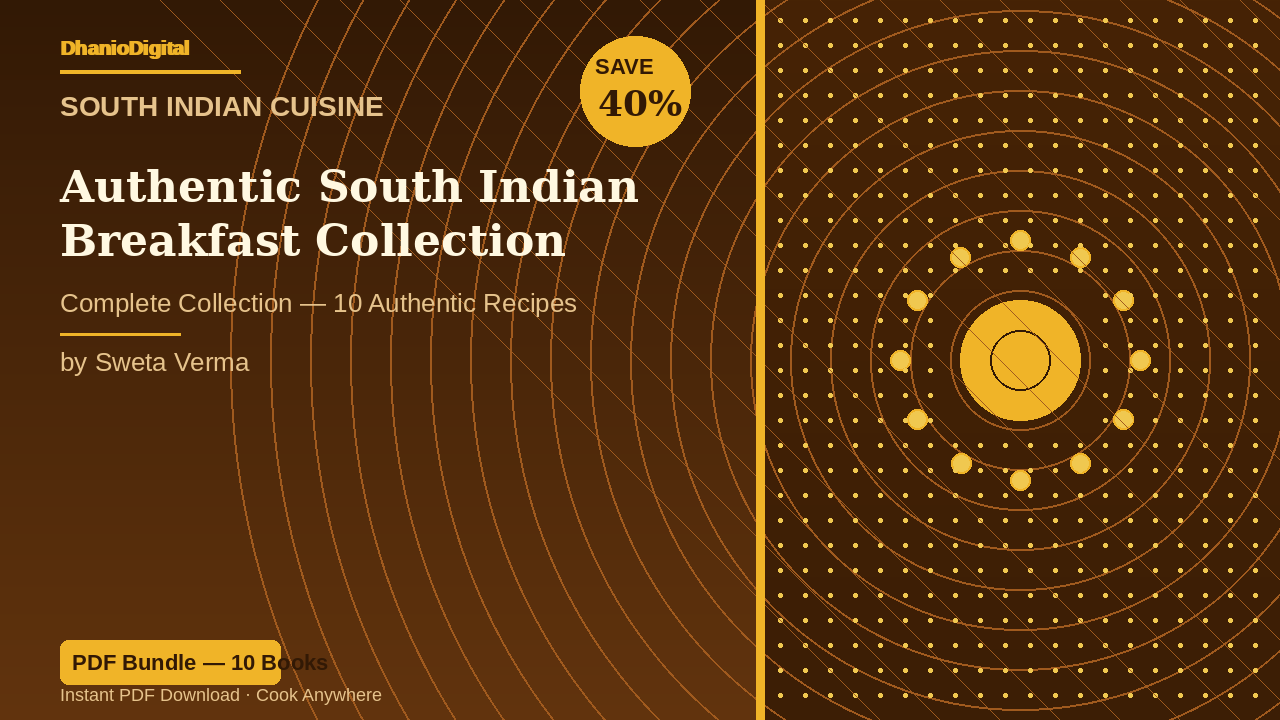 DhanioDigital
SAVE
40%
SOUTH INDIAN CUISINE
Authentic South Indian
Breakfast Collection
Complete Collection — 10 Authentic Recipes
by Sweta Verma
PDF Bundle — 10 Books
Instant PDF Download · Cook Anywhere